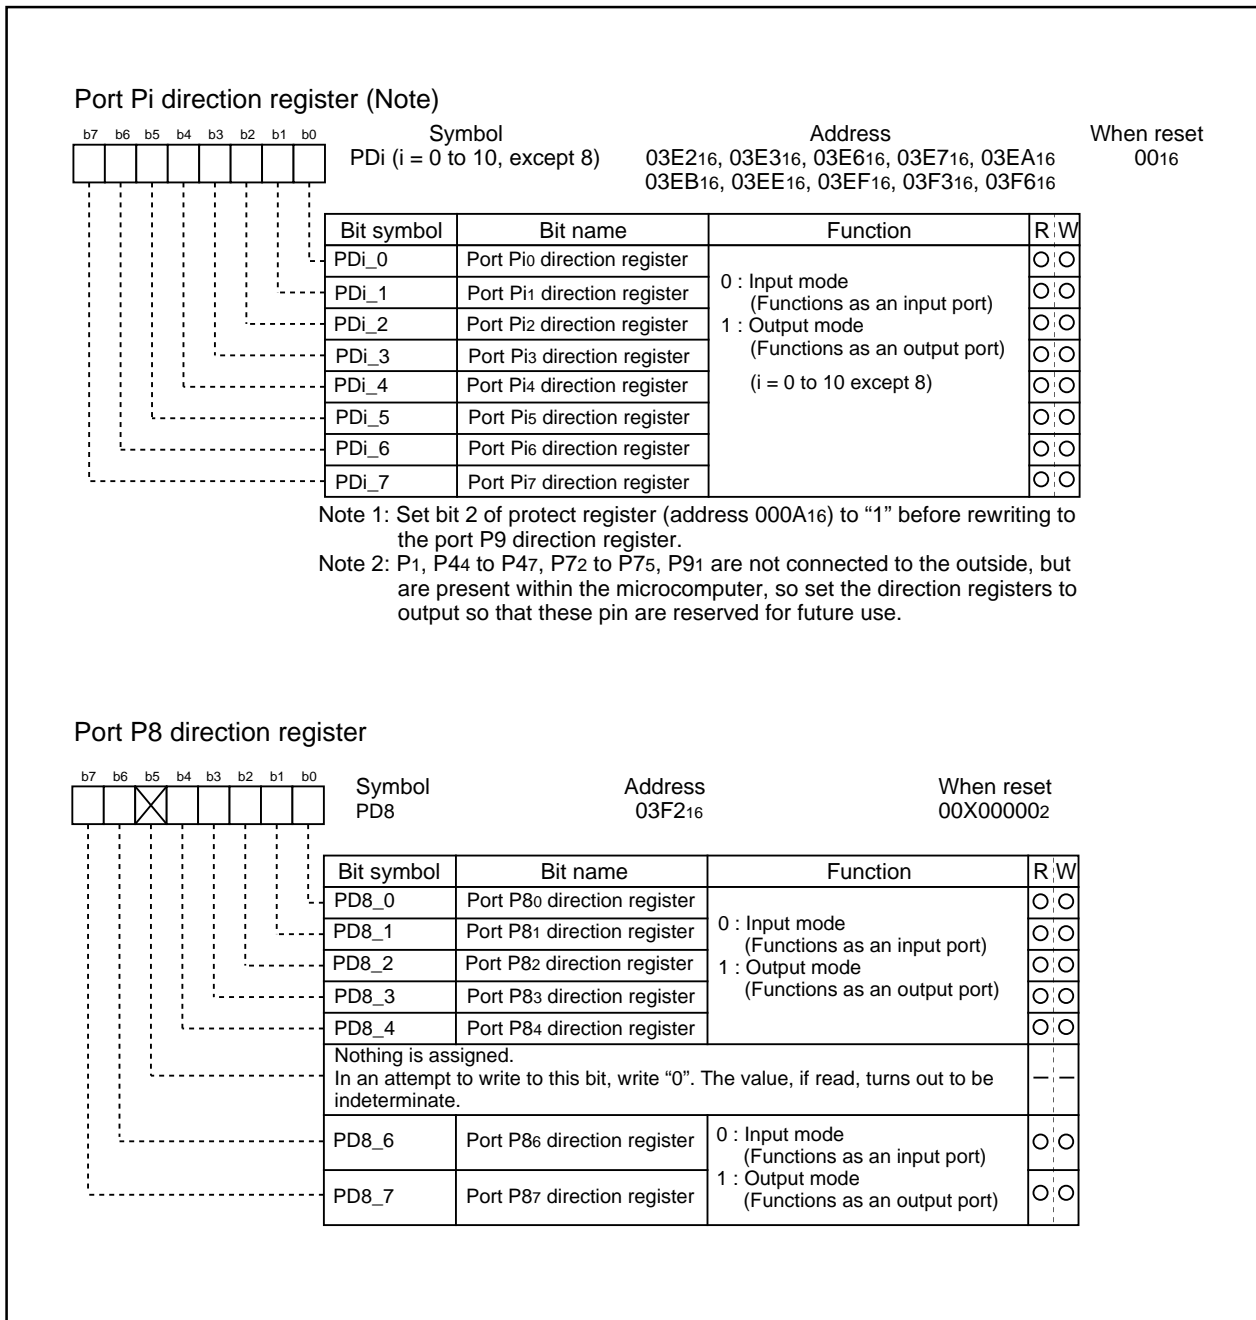 Port Pi direction register (Note)
b7 b6 b5 b4 b3 b2 b1 b0
Symbol Address When reset
PDi (i = 0 to 10, except 8) 03E216, 03E316, 03E616, 03E716, 03EA16 0016
03EB16, 03EE16, 03EF16, 03F316, 03F616
Bit symbol Bit name Function R W
PDi_0 Port Pi0 direction register
0 : Input mode
PDi_1 Port Pi1 direction register
(Functions as an input port)
PDi_2 Port Pi2 direction register
1 : Output mode
(Functions as an output port)
PDi_3 Port Pi3 direction register
PDi_4 Port Pi4 direction register
(i = 0 to 10 except 8)
PDi_5 Port Pi5 direction register
PDi_6 Port Pi6 direction register
PDi_7 Port Pi7 direction register
Note 1: Set bit 2 of protect register (address 000A16) to “1” before rewriting to
the port P9 direction register.
Note 2: P1, P44 to P47, P72 to P75, P91 are not connected to the outside, but
are present within the microcomputer, so set the direction registers to
output so that these pin are reserved for future use.
Port P8 direction register
b7 b6 b5 b4 b3 b2 b1 b0
Symbol Address When reset
PD8 03F216 00X000002
Bit symbol Bit name Function R W
PD8_0 Port P80 direction register
0 : Input mode
PD8_1 Port P81 direction register
(Functions as an input port)
PD8_2 Port P82 direction register
1 : Output mode
(Functions as an output port)
PD8_3 Port P83 direction register
PD8_4 Port P84 direction register
Nothing is assigned.
In an attempt to write to this bit, write “0”. The value, if read, turns out to be
indeterminate.
PD8_6 Port P86 direction register
0 : Input mode
(Functions as an input port)
1 : Output mode
PD8_7 Port P87 direction register
(Functions as an output port)